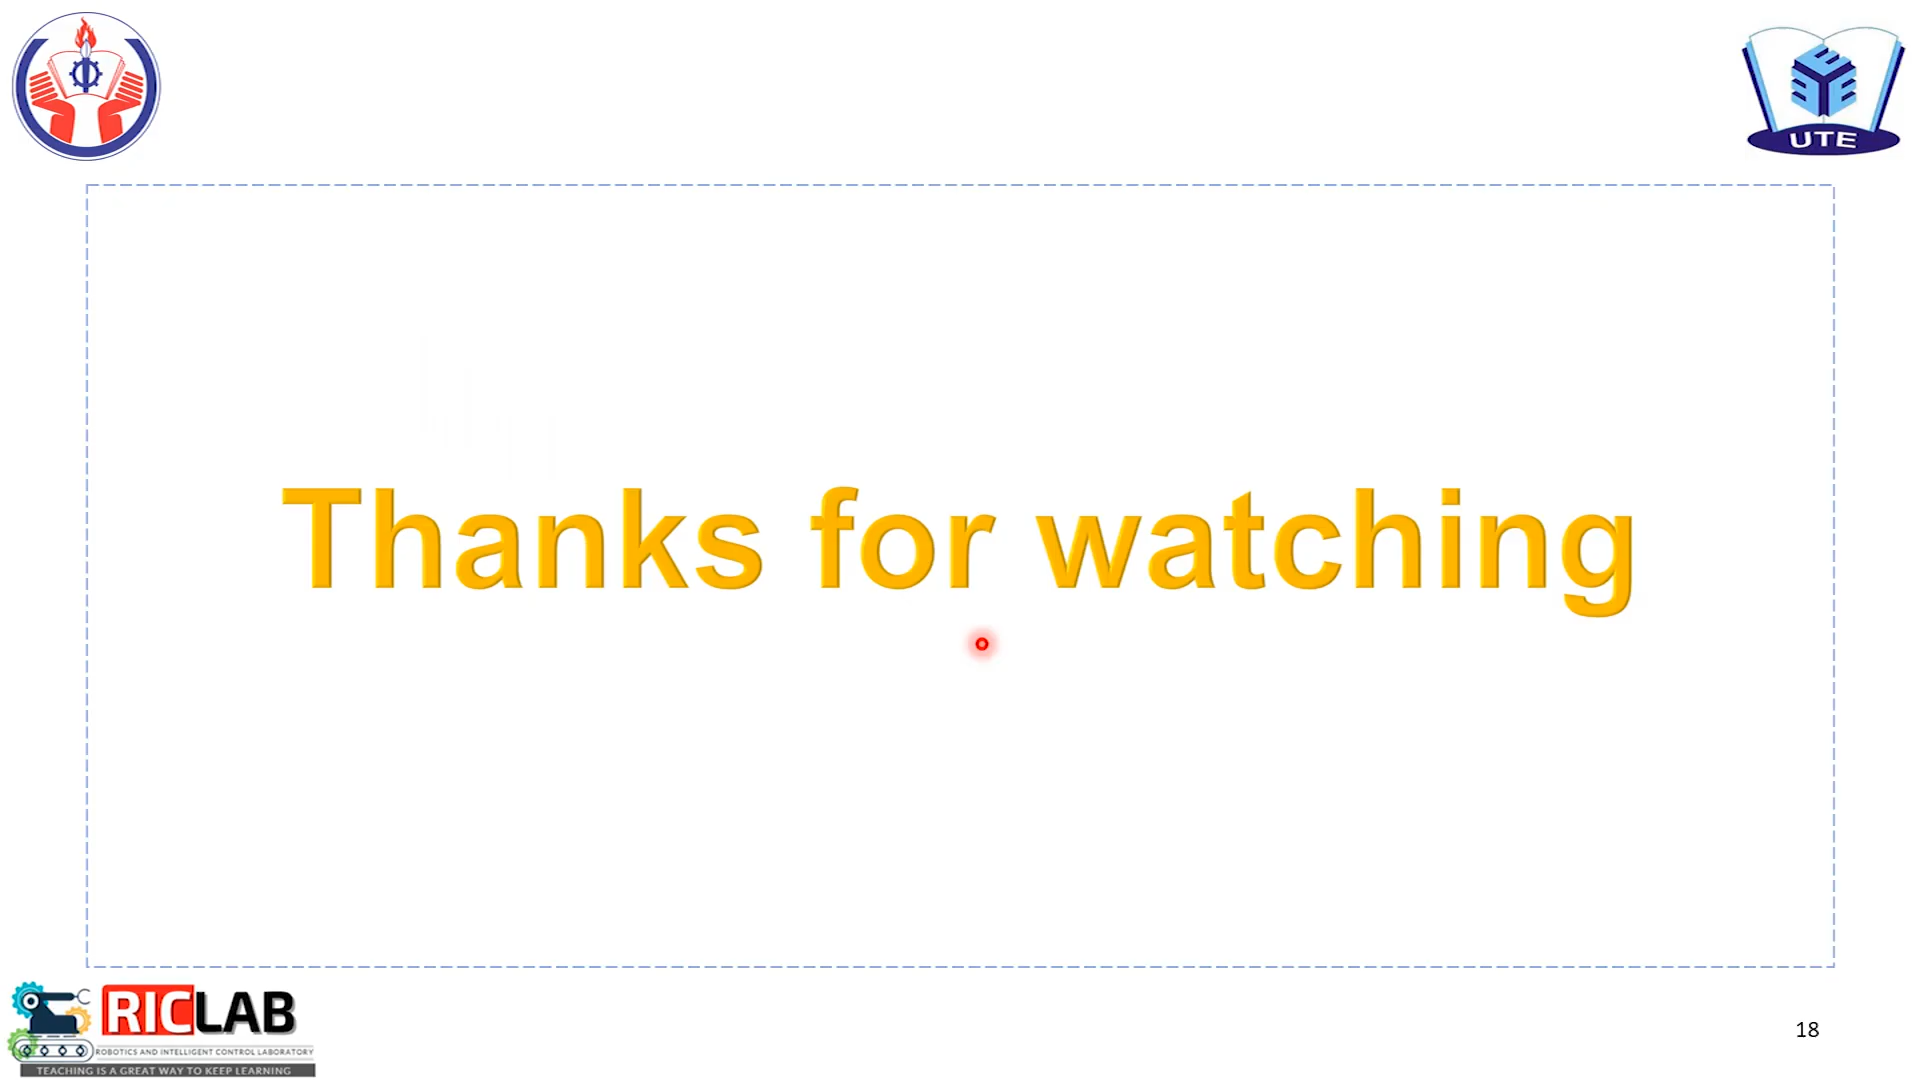 UTE
Thanks for watching
RICLAB
ROBOTICS AND INTELLIGENT CONTROL LABORATORY
TEACHING IS A GREAT WAY TO KEEP LEARNING
18